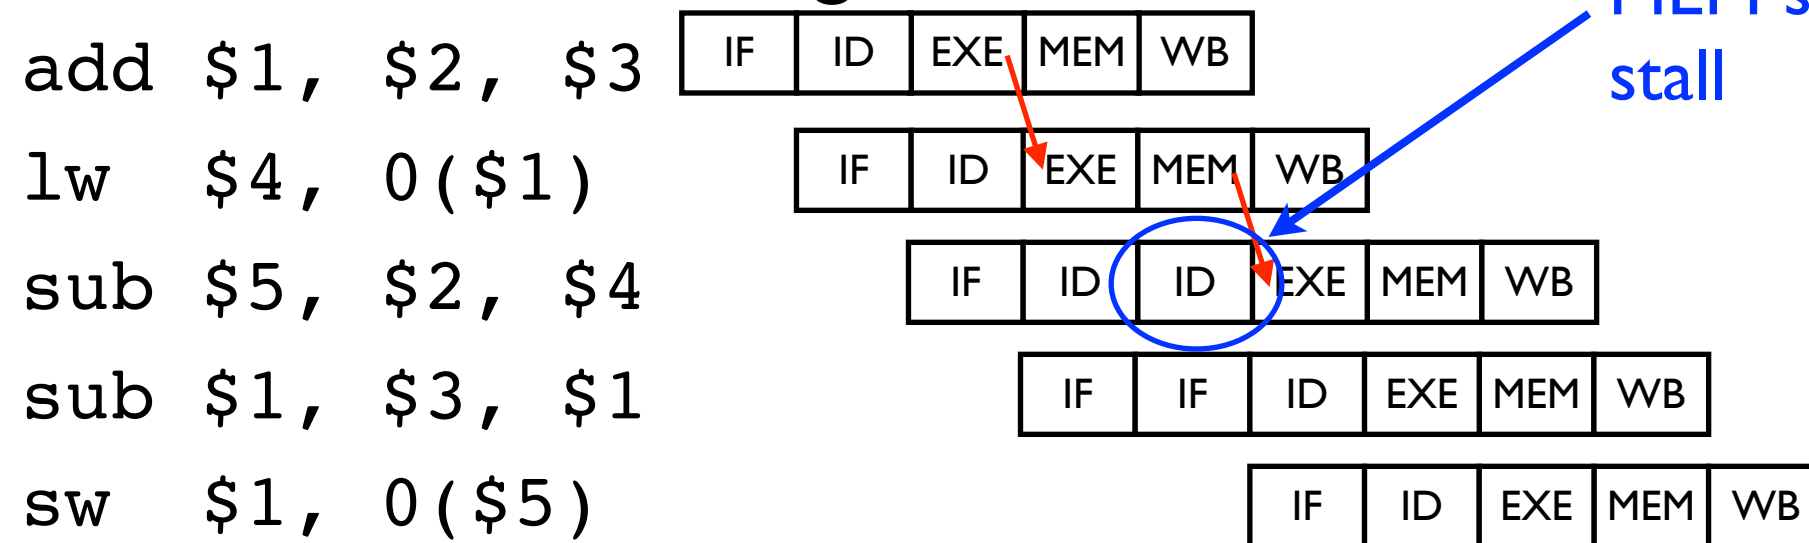 add $1, $2, $3 IF ID EXE MEM WB
stall
lw $4, 0($1) IF ID EXE MEM WB
sub $5, $2, $4 IF ID ID EXE MEM WB
sub $1, $3, $1 IF IF ID EXE MEM WB
sw $1, 0($5) IF ID EXE MEM WB